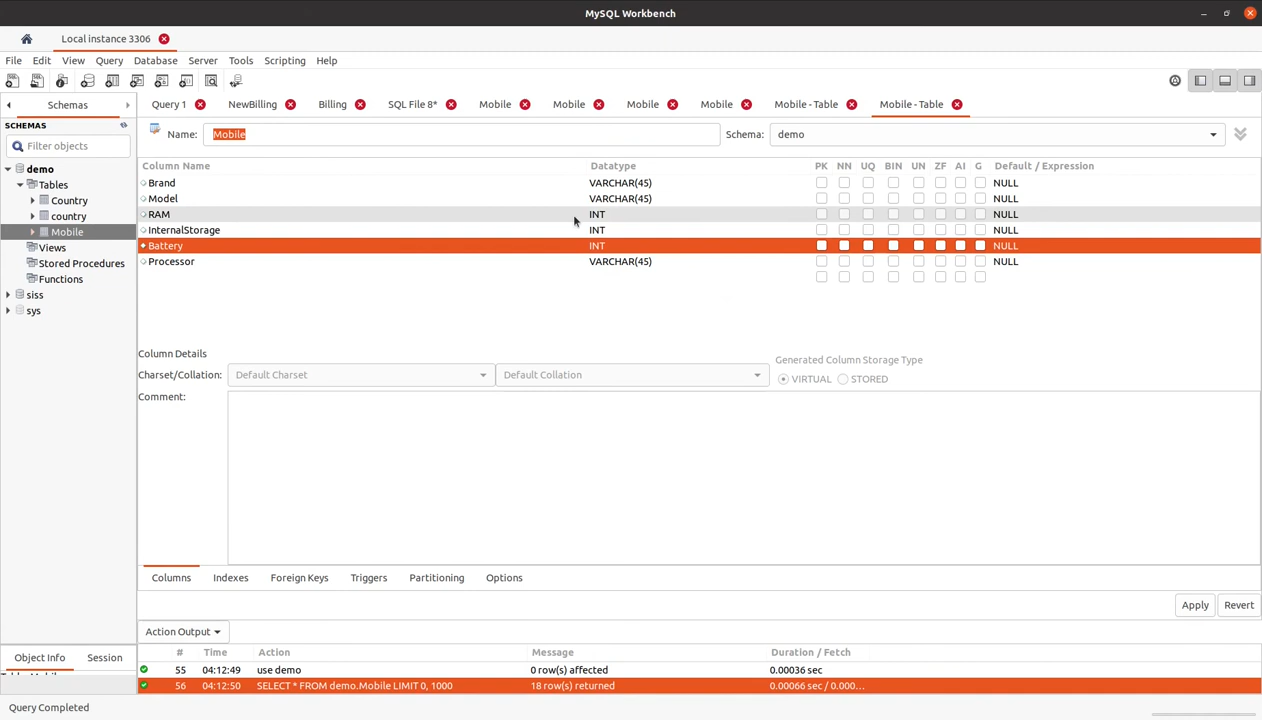 MySQL Workbench
Local instance 3306
File Edit View Query Database Server Tools Scripting Help
Schemas
Query 1 NewBilling Billing SQL File 8* Mobile Mobile Mobile Mobile Mobile - Table Mobile - Table
SCHEMAS
Filter objects
demo
Tables
Country
country
Mobile
Views
Stored Procedures
Functions
siss
sys
Name: Mobile Schema: demo
Column Name Datatype PK NN UQ BIN UN ZF AI G Default / Expression
Brand VARCHAR(45) NULL
Model VARCHAR(45) NULL
RAM INT NULL
InternalStorage INT NULL
Battery INT NULL
Processor VARCHAR(45) NULL
Column Details
Generated Column Storage Type
Charset/Collation: Default Charset Default Collation
VIRTUAL STORED
Comment:
Columns Indexes Foreign Keys Triggers Partitioning Options
Apply Revert
Action Output
# Time Action Message Duration / Fetch
55 04:12:49 use demo 0 row(s) affected 0.00036 sec
56 04:12:50 SELECT * FROM demo.Mobile LIMIT 0, 1000 18 row(s) returned 0.00066 sec / 0.000...
Object Info Session
Query Completed